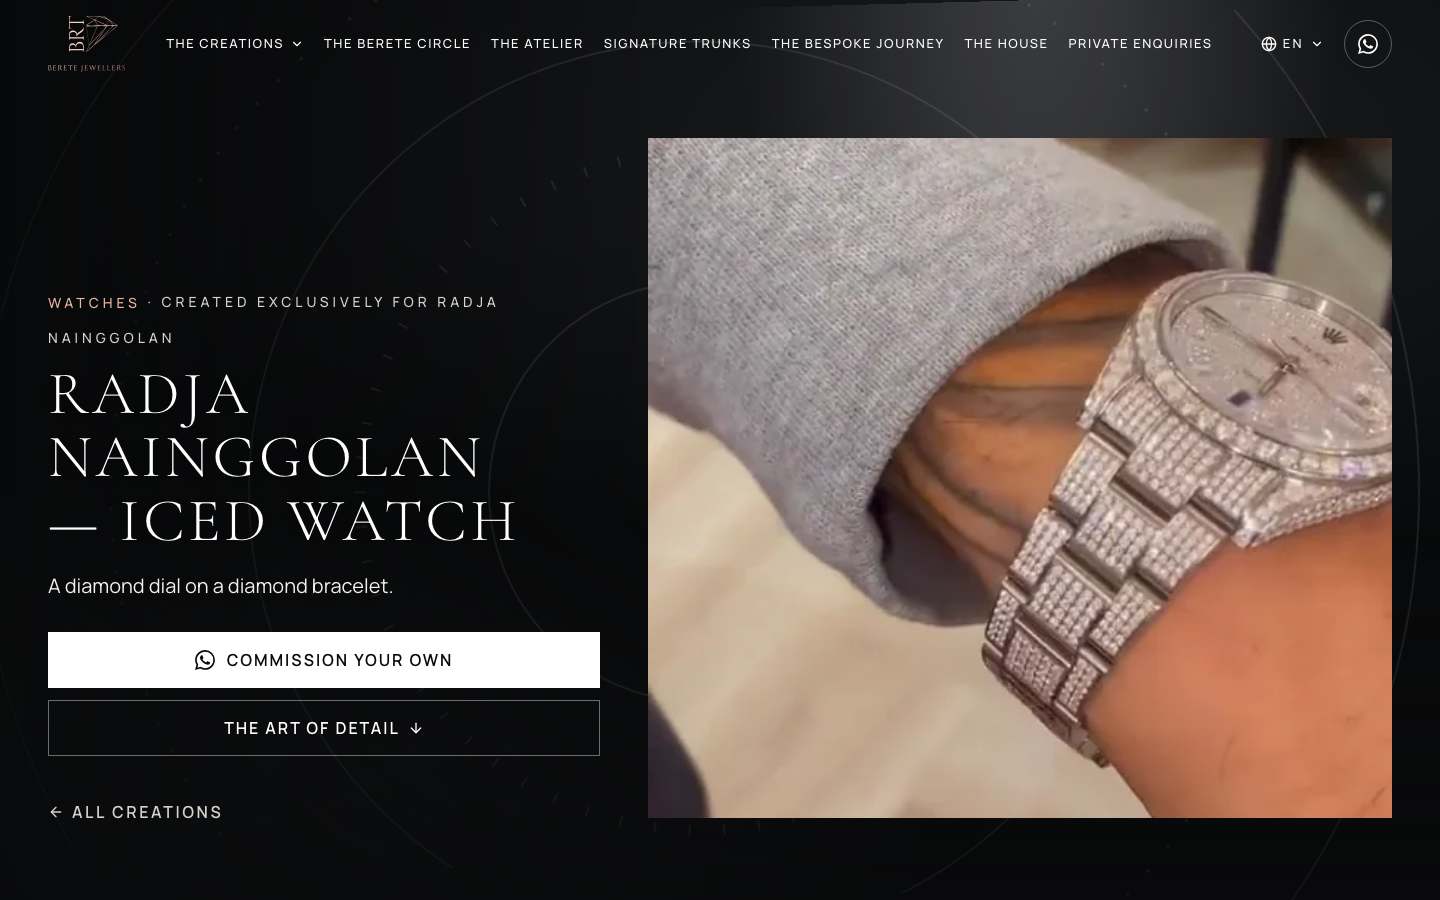 BRT
BERETE JEWELLERS
THE CREATIONS
THE BERETE CIRCLE
THE ATELIER
SIGNATURE TRUNKS
THE BESPOKE JOURNEY
THE HOUSE
PRIVATE ENQUIRIES
EN
WATCHES · CREATED EXCLUSIVELY FOR RADJA
NAINGGOLAN
RADJA
NAINGGOLAN
— ICED WATCH
A diamond dial on a diamond bracelet.
COMMISSION YOUR OWN
THE ART OF DETAIL ↓
← ALL CREATIONS